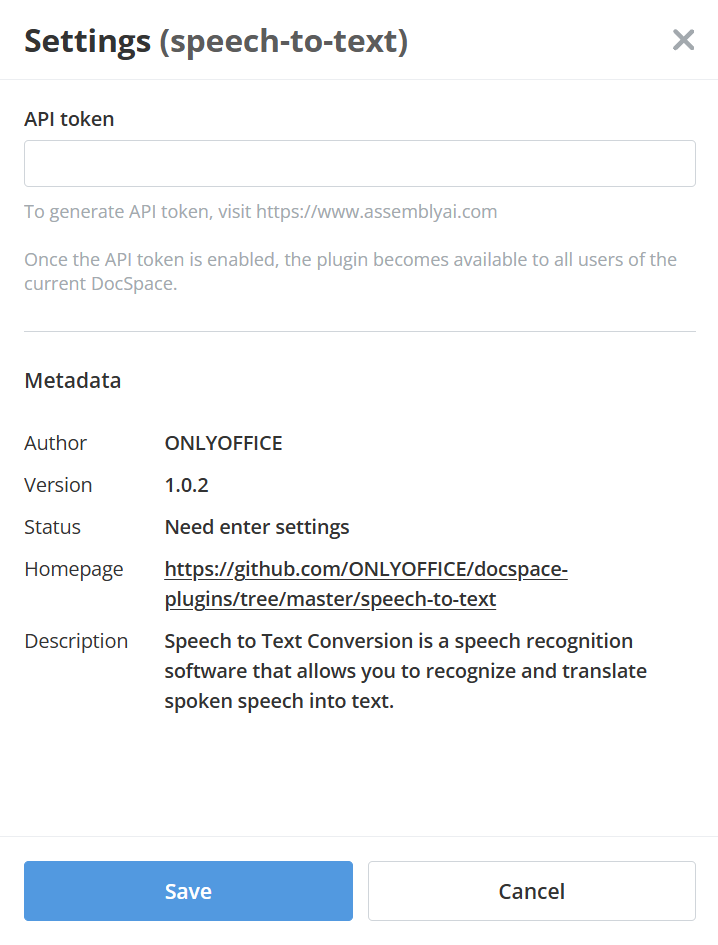 Settings (speech-to-text)
API token
To generate API token, visit https://www.assemblyai.com
Once the API token is enabled, the plugin becomes available to all users of the
current DocSpace.
Metadata
Author ONLYOFFICE
Version 1.0.2
Status Need enter settings
Homepage https://github.com/ONLYOFFICE/docspace-
plugins/tree/master/speech-to-text
Description Speech to Text Conversion is a speech recognition
software that allows you to recognize and translate
spoken speech into text.
Save Cancel